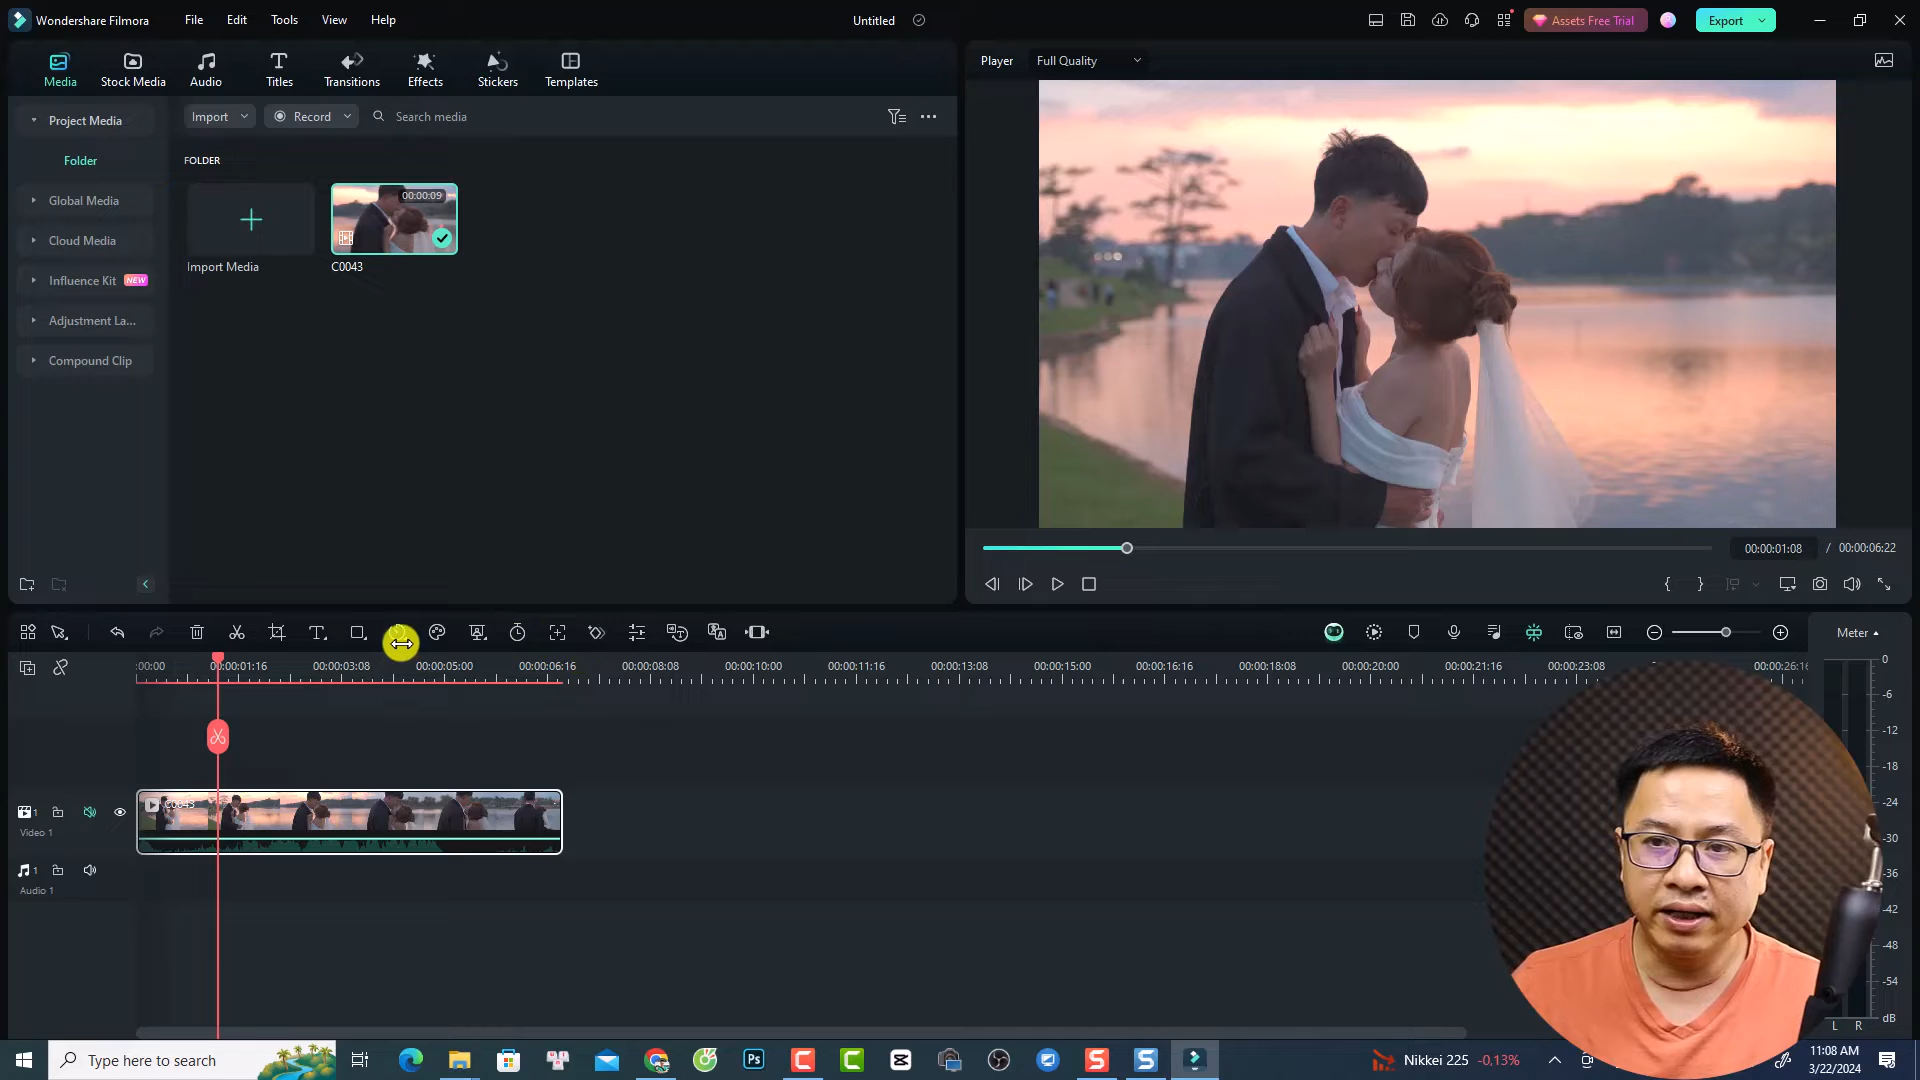 Wondershare Filmora File Edit Tools View Help Untitled Assets Free Trial Export
Media Stock Media Audio Titles Transitions Effects Stickers Templates
Player Full Quality
Project Media
Folder
Global Media
Cloud Media
Influence Kit NEW
Adjustment La...
Compound Clip
Import Record Search media
FOLDER
00:00:09
Import Media C0043
00:00:01:08 / 00:00:06:22
Meter
:00:00 00:00:01:16 00:00:03:08 00:00:05:00 00:00:06:16 00:00:08:08 00:00:10:00 00:00:11:16 00:00:13:08 00:00:15:00 00:00:16:16 00:00:18:08 00:00:20:00 00:00:21:16 00:00:23:08 00:00:26:16
0
-6
-12
-18
-24
-30
-36
-42
-48
-54
dB
L R
C0043
1
Video 1
1
Audio 1
Type here to search
Ps
Nikkei 225 -0,13%
11:08 AM
3/22/2024